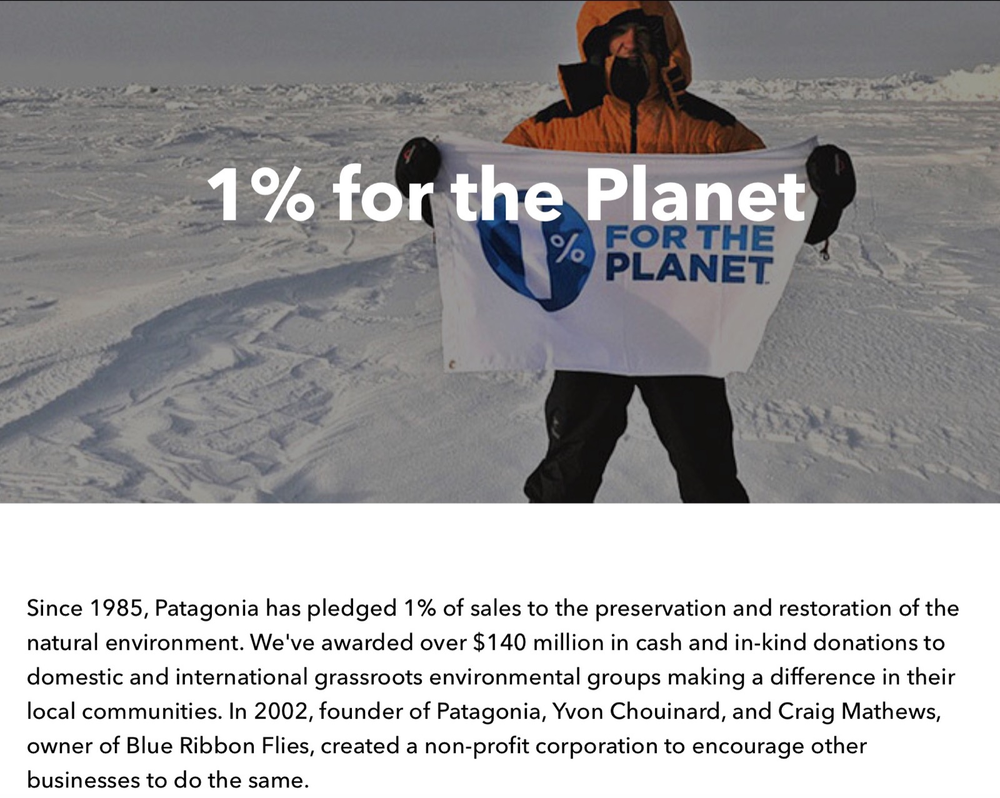 1% for the Planet
%
FOR THE
PLANET
Since 1985, Patagonia has pledged 1% of sales to the preservation and restoration of the
natural environment. We've awarded over $140 million in cash and in-kind donations to
domestic and international grassroots environmental groups making a difference in their
local communities. In 2002, founder of Patagonia, Yvon Chouinard, and Craig Mathews,
owner of Blue Ribbon Flies, created a non-profit corporation to encourage other
businesses to do the same.